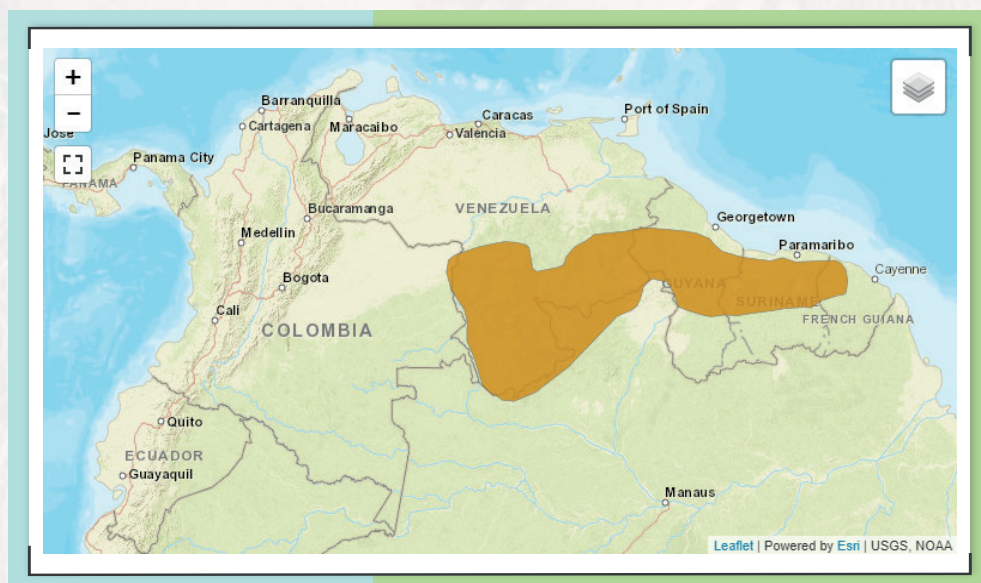 +
−
Jose
Panama City
PANAMA
Barranquilla
Cartagena
Maracaibo
Caracas
Valencia
Port of Spain
Bucaramanga
VENEZUELA
Medellin
Georgetown
Paramaribo
Cayenne
Bogota
GUYANA
SURINAME
FRENCH GUIANA
Cali
COLOMBIA
Quito
ECUADOR
Guayaquil
Manaus
Leaflet | Powered by Esri | USGS, NOAA